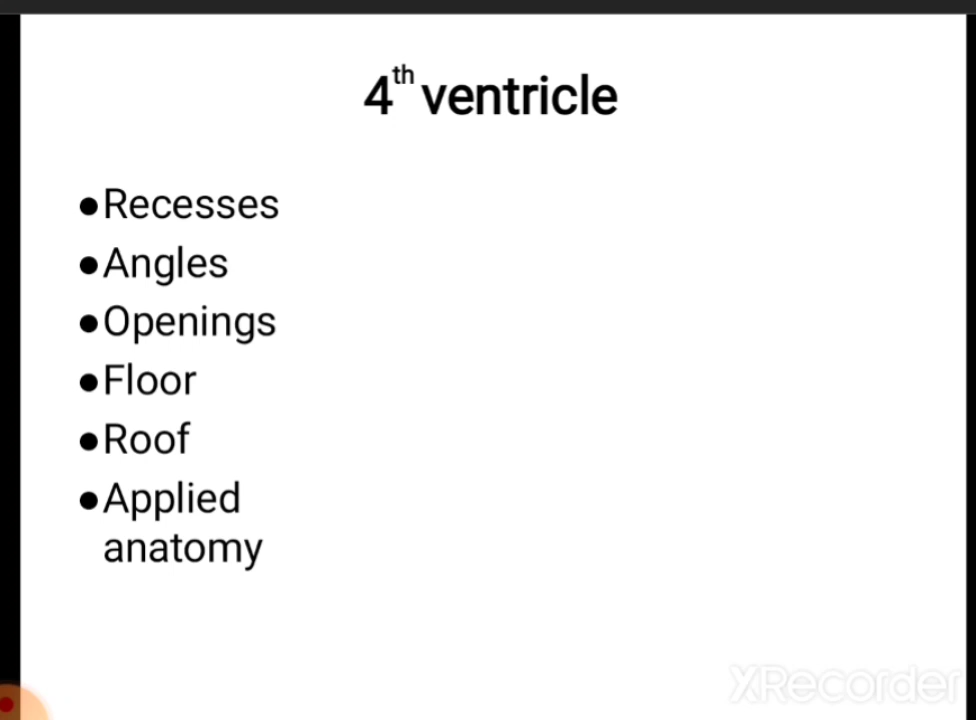 4th ventricle
●Recesses
●Angles
●Openings
●Floor
●Roof
●Applied
anatomy
XRecorder